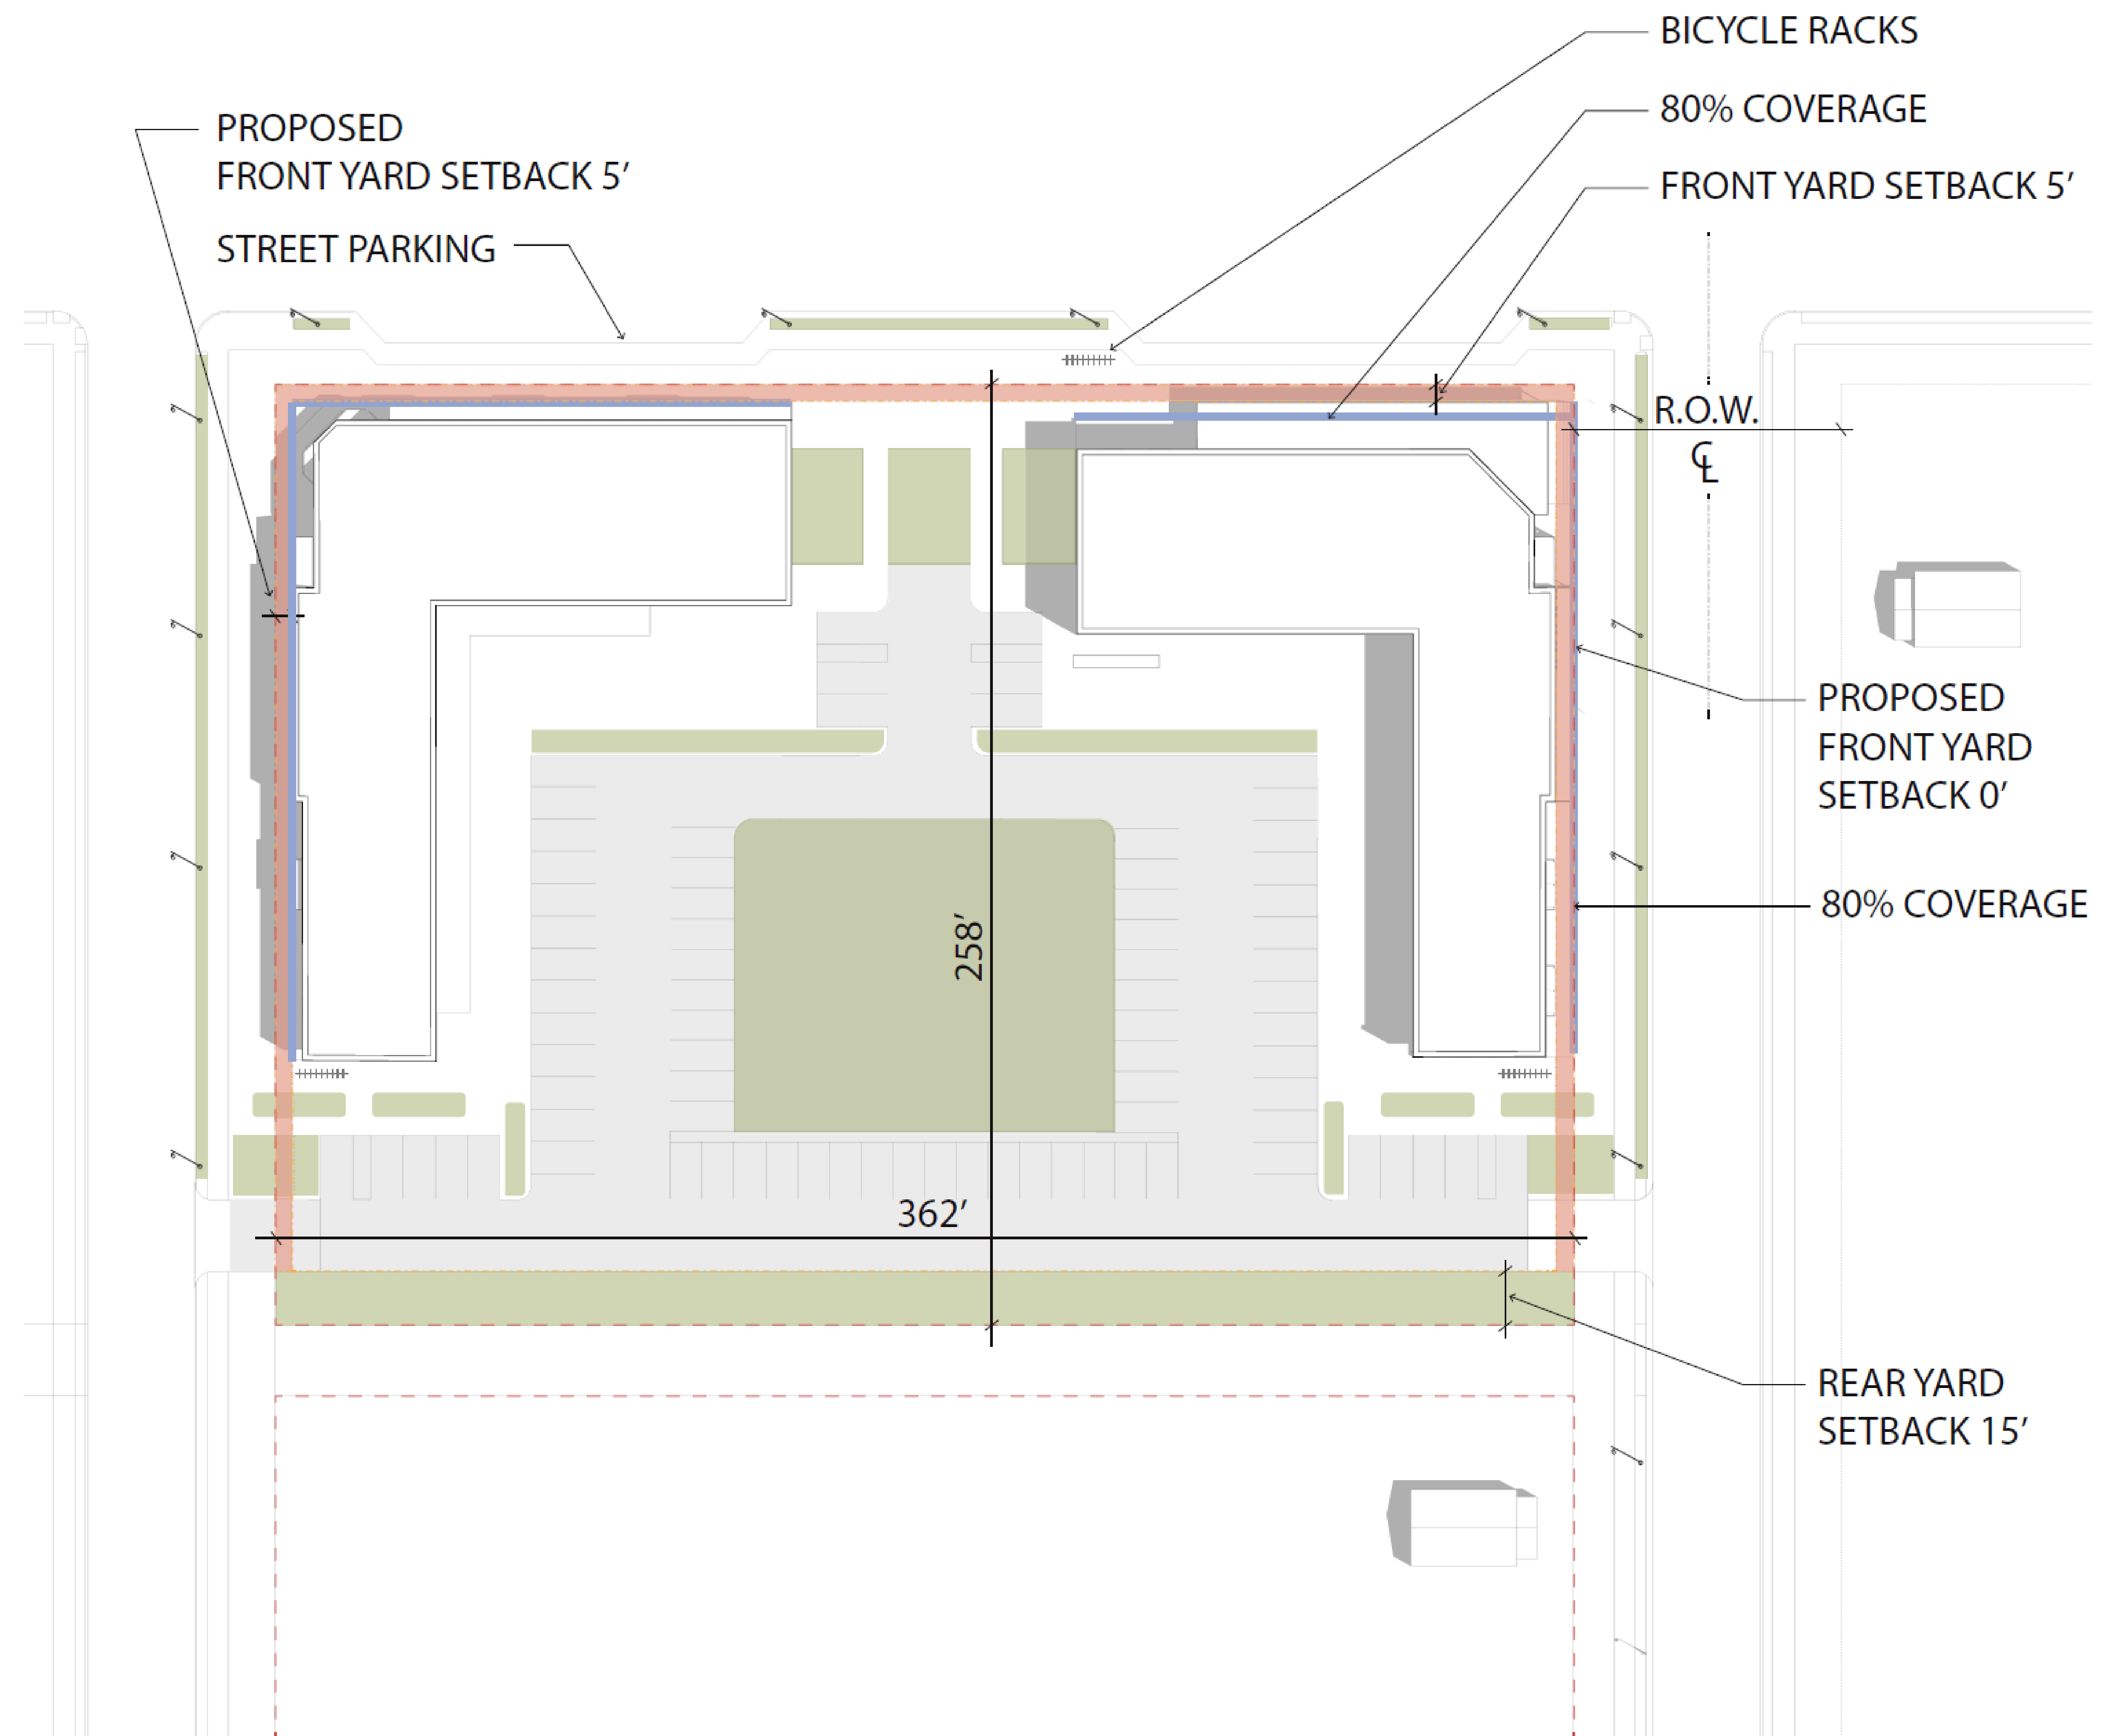 BICYCLE RACKS
80% COVERAGE
FRONT YARD SETBACK 5’
PROPOSED
FRONT YARD SETBACK 5’
STREET PARKING
R.O.W.
℄
PROPOSED
FRONT YARD
SETBACK 0’
80% COVERAGE
258’
362’
REAR YARD
SETBACK 15’